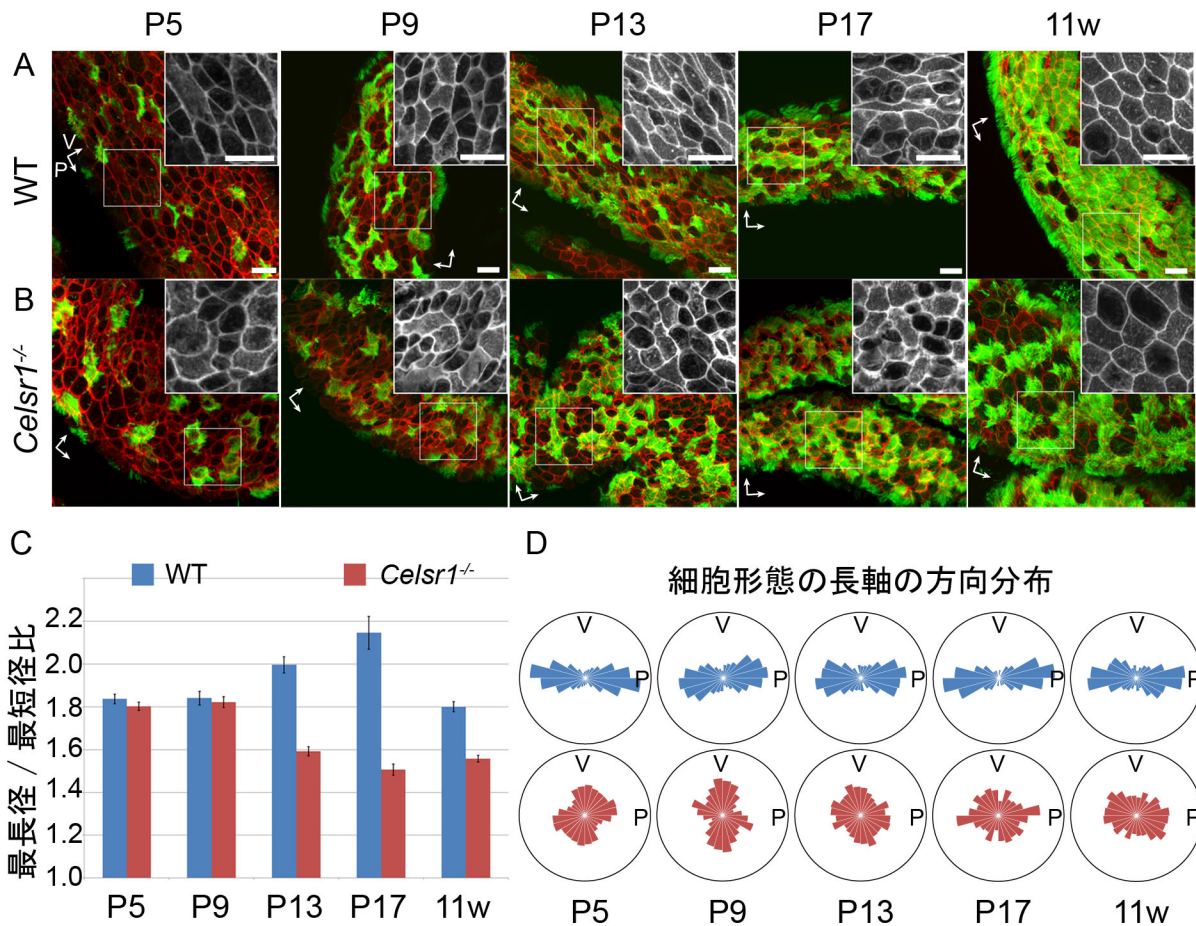 P5 P9 P13 P17 11w
A
WT
V
P
B
Celsr1-/-
C
WT Celsr1-/-
最長径 / 最短径比
2.2
2.0
1.8
1.6
1.4
1.2
1.0
P5 P9 P13 P17 11w
D
細胞形態の長軸の方向分布
V V V V V
P P P P P
V V V V V
P P P P P
P5 P9 P13 P17 11w